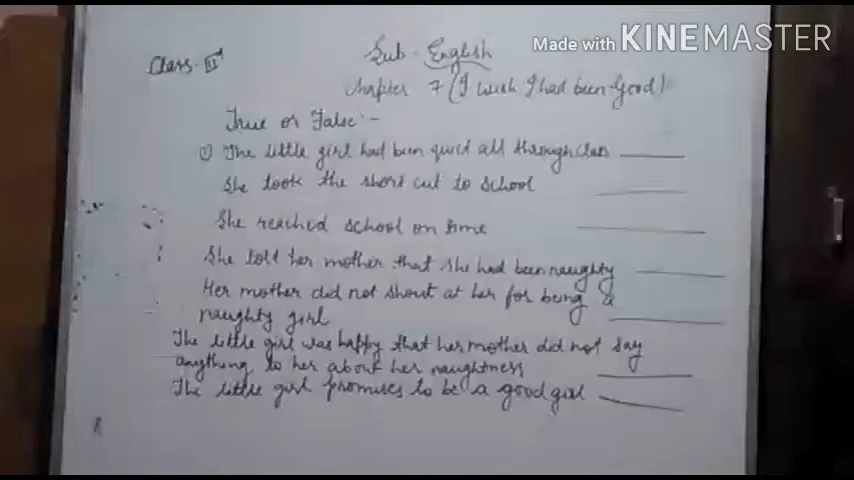 Made with KINEMASTER
Sub - English
Class - II
Chapter 7 (I wish I had been Good)
True or False :-
① The little girl had been quiet all through class
She took the short cut to school
She reached school on time
She told her mother that she had been naughty
Her mother did not shout at her for being a
naughty girl
The little girl was happy that her mother did not say
anything to her about her naughtness
The little girl promises to be a good girl